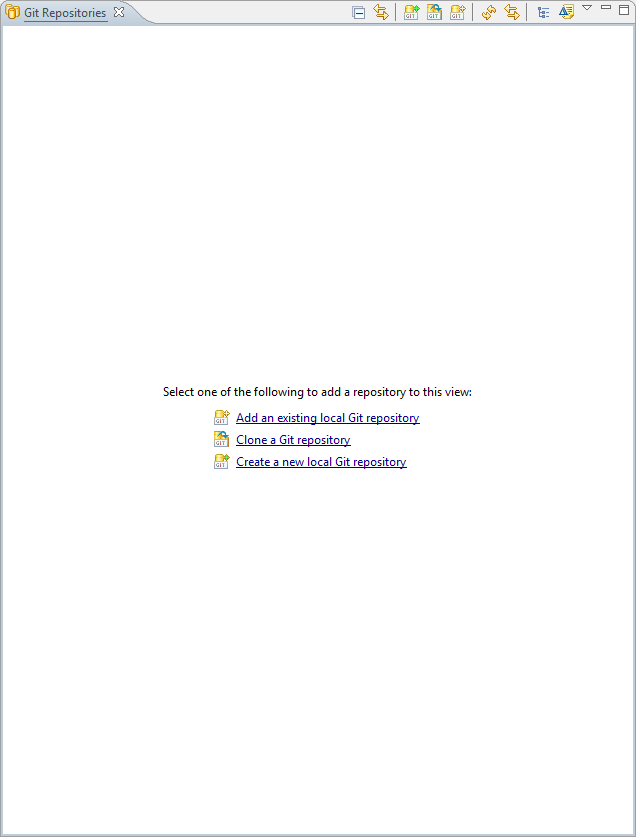 Git Repositories
Select one of the following to add a repository to this view:
Add an existing local Git repository
Clone a Git repository
Create a new local Git repository